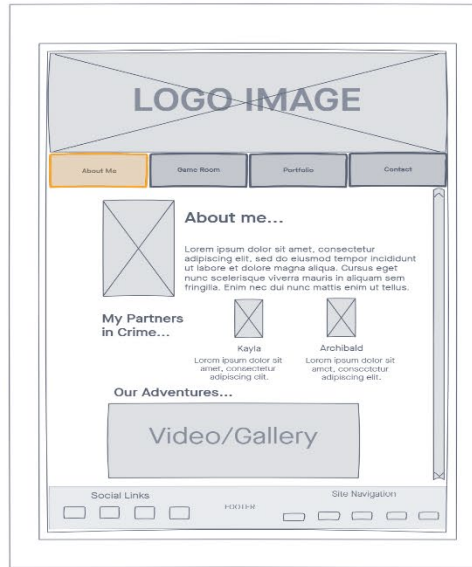 LOGO IMAGE
About Me
Game Room
Portfolio
Contact
About me...
Lorem ipsum dolor sit amet, consectetur
adipiscing elit, sed do eiusmod tempor incididunt
ut labore et dolore magna aliqua. Cursus eget
nunc scelerisque viverra mauris in aliquam sem
fringilla. Enim nec dui nunc mattis enim ut tellus.
My Partners
in Crime...
Kayla
Lorem ipsum dolor sit
amet, consectetur
adipiscing elit.
Archibald
Lorem ipsum dolor sit
amet, consectetur
adipiscing elit.
Our Adventures...
Video/Gallery
Social Links
FOOTER
Site Navigation